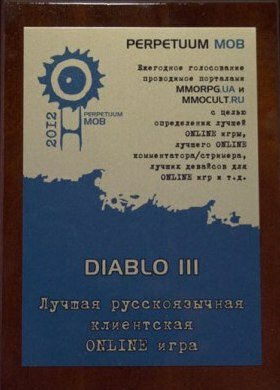 PERPETUUM MOB
Ежегодное голосование
проводимое порталами
MMORPG.UA и
MMOCULT.RU
с целью
определения лучшей
ONLINE игры,
лучшего ONLINE
комментатора/стримера,
лучших девайсов для
ONLINE игр и т.д.
2012
PERPETUUM
MOB
DIABLO III
Лучшая русскоязычная
клиентская
ONLINE игра